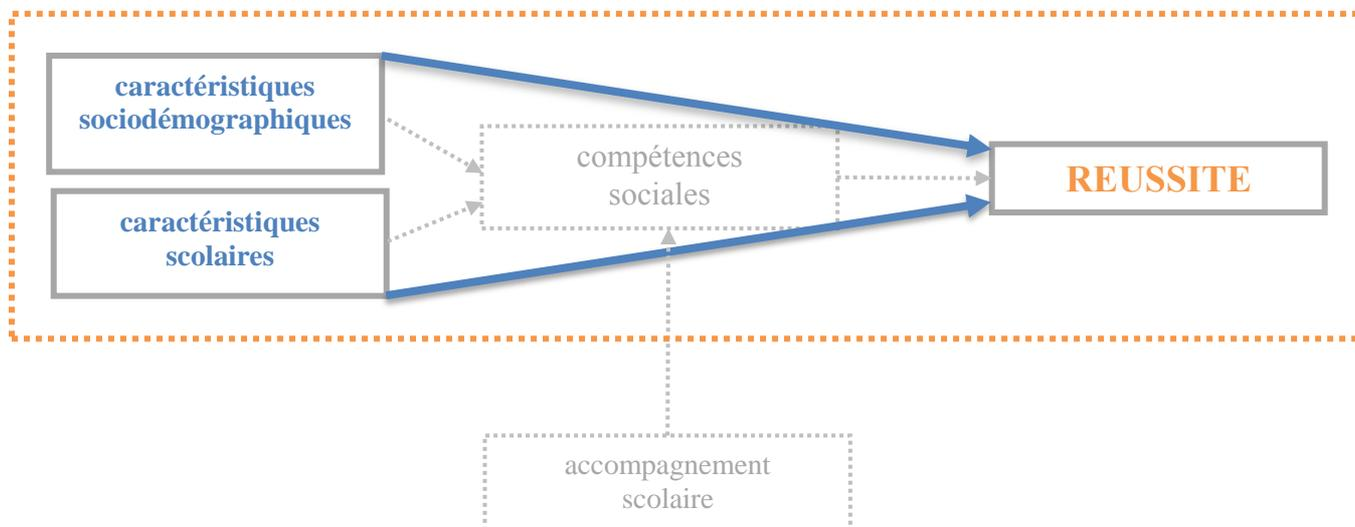 caractéristiques
sociodémographiques
caractéristiques
scolaires
compétences
sociales
REUSSITE
accompagnement
scolaire